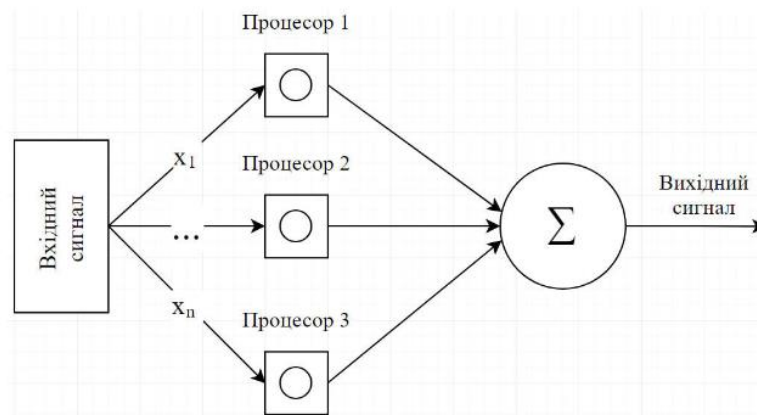 Процесор 1
x1
Вхідний
сигнал
Процесор 2
...
Σ
Вихідний
сигнал
xn
Процесор 3